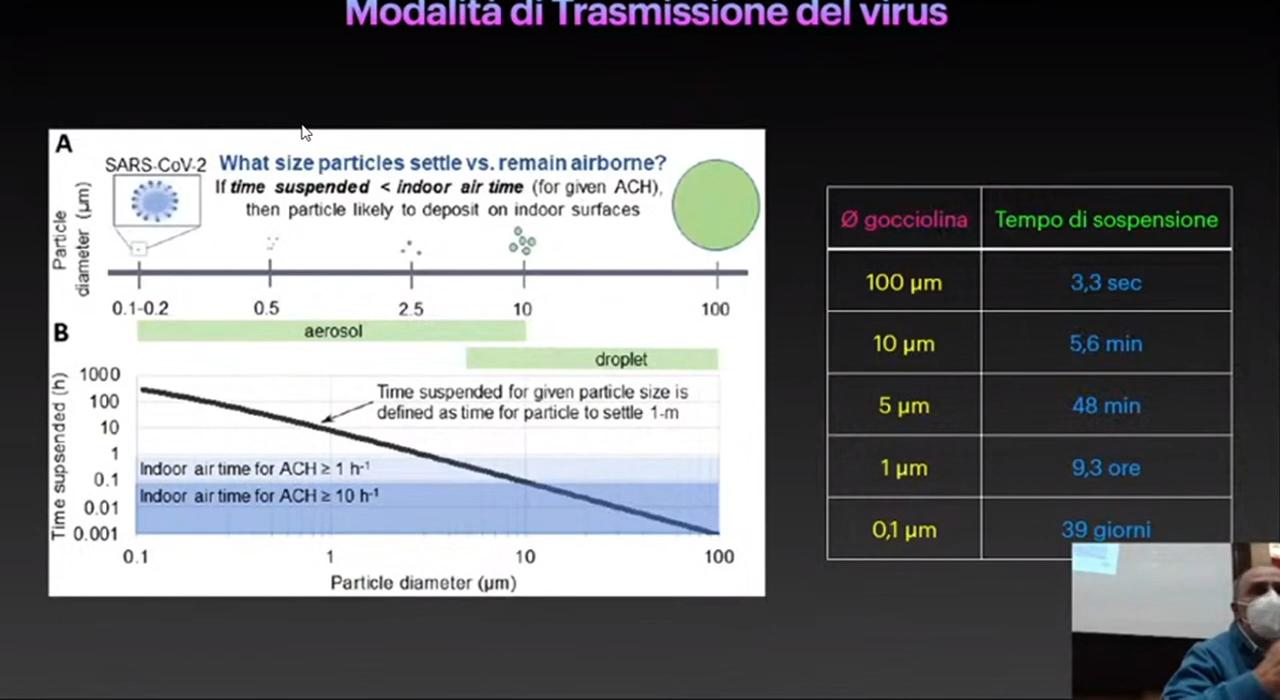 Modalità di Trasmissione del virus
A
SARS-CoV-2
What size particles settle vs. remain airborne?
If time suspended < indoor air time (for given ACH),
then particle likely to deposit on indoor surfaces
Particle
diameter (µm)
0.1-0.2 0.5 2.5 10 100
aerosol
B
droplet
Time supsended (h)
1000
100
10
1
0.1
0.01
0.001
Time suspended for given particle size is
defined as time for particle to settle 1-m
Indoor air time for ACH ≥ 1 h-¹
Indoor air time for ACH ≥ 10 h-¹
0.1 1 10 100
Particle diameter (µm)
Ø gocciolina Tempo di sospensione
100 µm 3,3 sec
10 µm 5,6 min
5 µm 48 min
1 µm 9,3 ore
0,1 µm 39 giorni